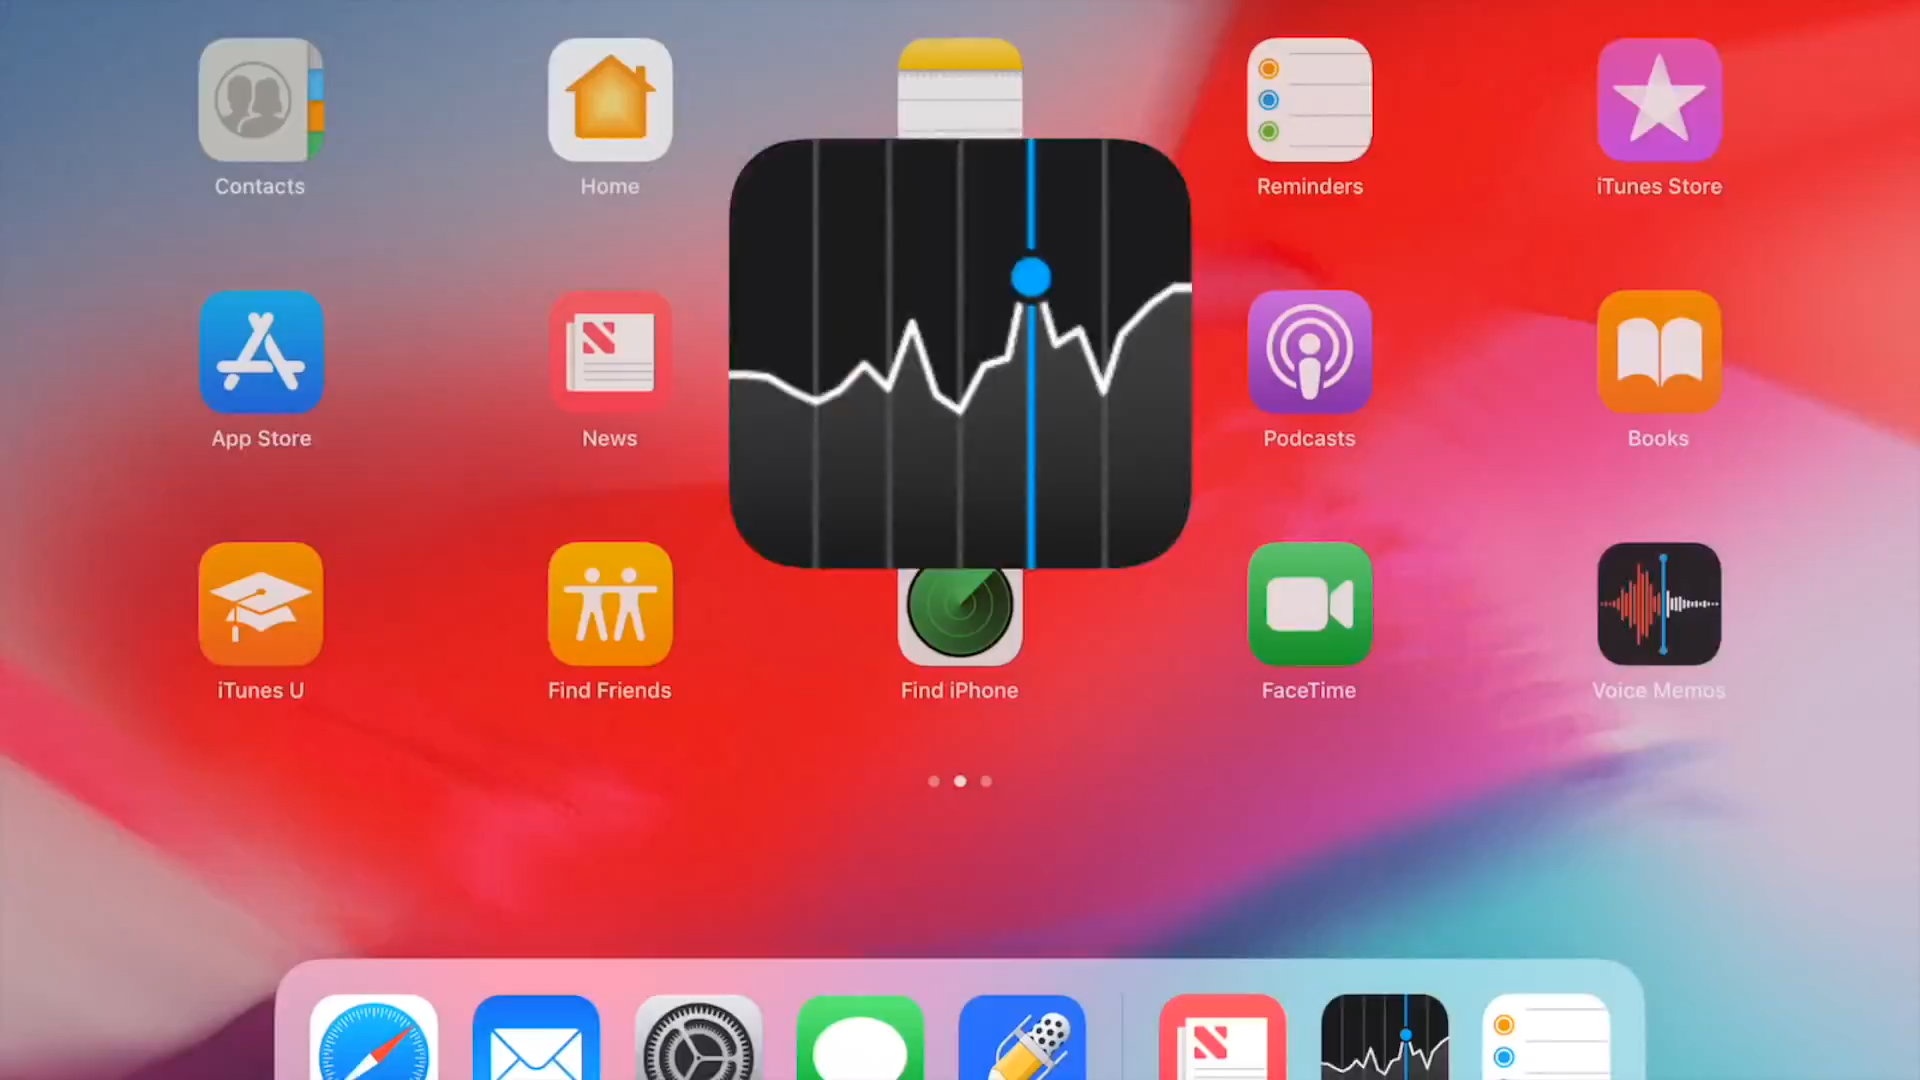 Contacts
Home
Reminders
iTunes Store
App Store
News
Podcasts
Books
iTunes U
Find Friends
Find iPhone
FaceTime
Voice Memos